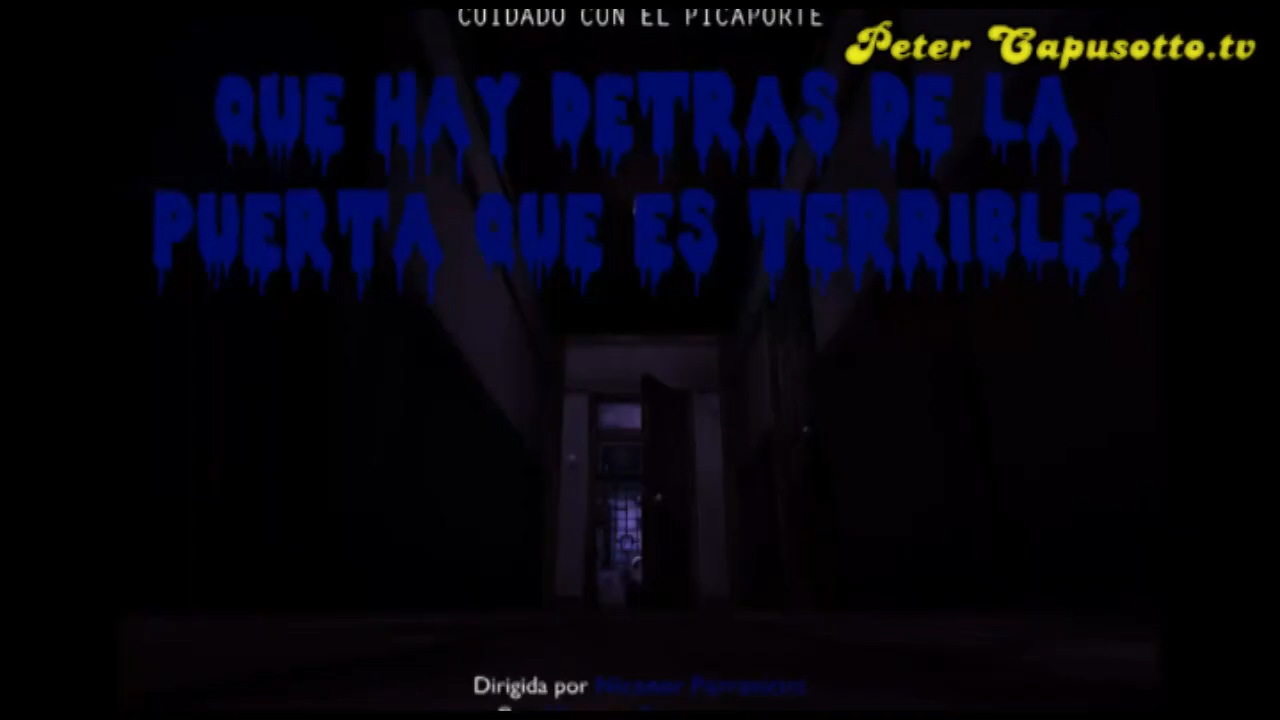 CUIDADO CON EL PICAPORTE
Peter Capusotto.tv
QUE HAY DETRAS DE LA
PUERTA QUE ES TERRIBLE?
Dirigida por